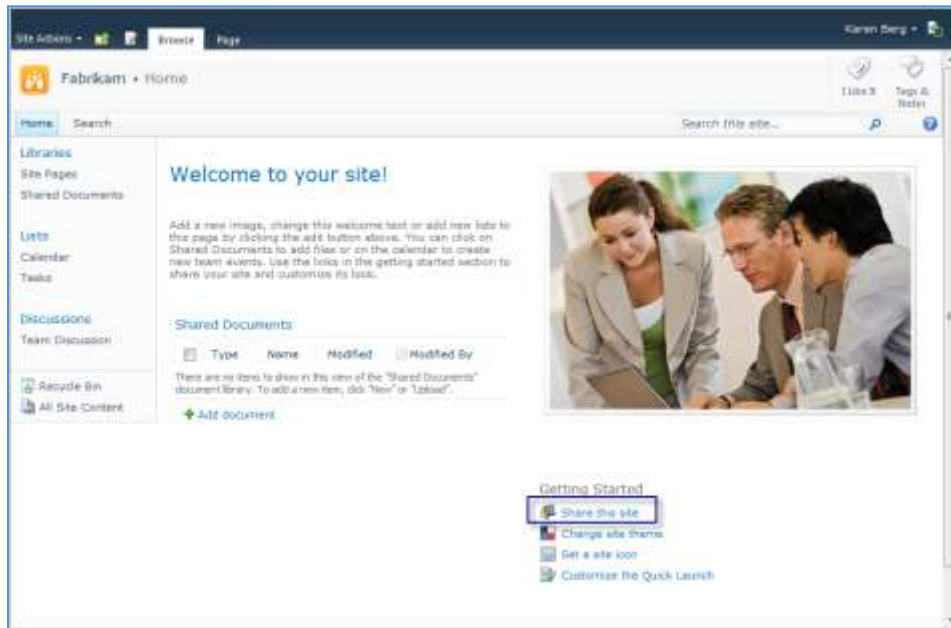 Site Actions
Browse
Page
Karen Berg
Fabrikam › Home
I Like It
Tags &
Notes
Home
Search
Search this site...
Libraries
Site Pages
Shared Documents
Lists
Calendar
Tasks
Discussions
Team Discussion
Recycle Bin
All Site Content
Welcome to your site!
Add a new image, change this welcome text or add new lists to
this page by clicking the edit button above. You can click on
Shared Documents to add files or on the calendar to create
new team events. Use the links in the getting started section to
share your site and customize its look.
Shared Documents
Type Name Modified Modified By
There are no items to show in this view of the "Shared Documents"
document library. To add a new item, click "New" or "Upload".
Add document
Getting Started
Share this site
Change site theme
Set a site icon
Customize the Quick Launch